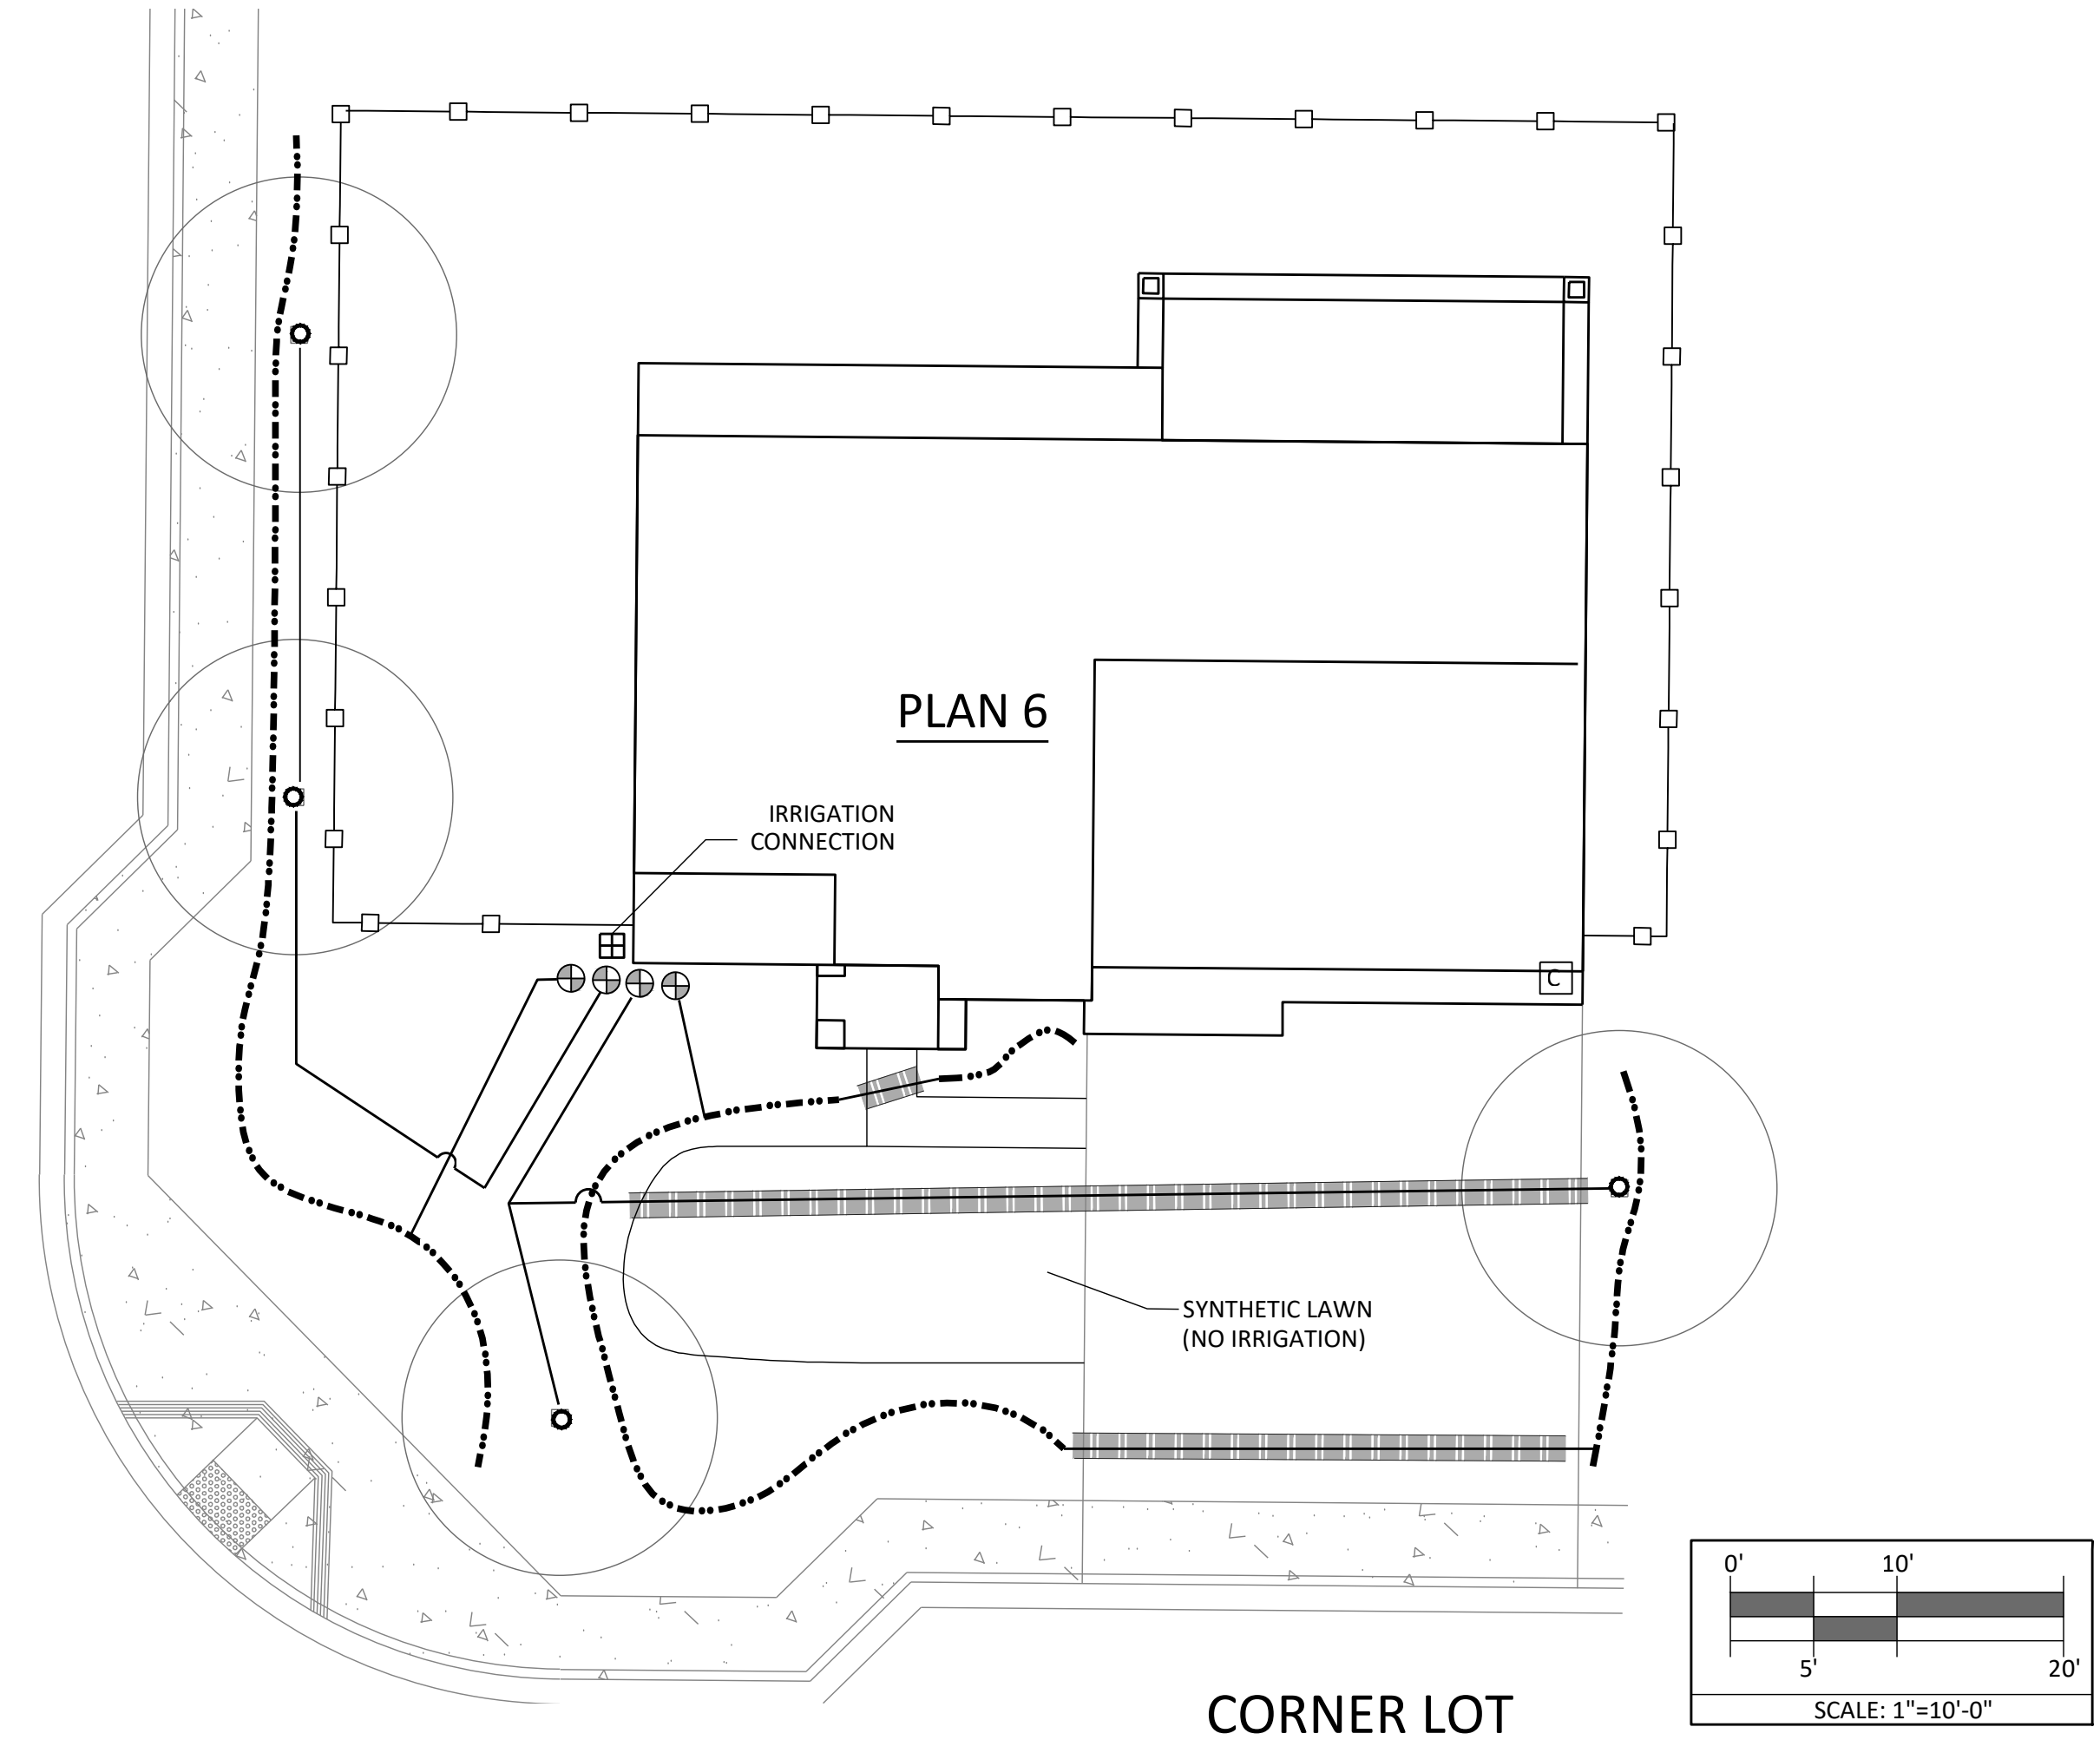 PLAN 6
IRRIGATION
CONNECTION
C
SYNTHETIC LAWN
(NO IRRIGATION)
0' 10'
5' 20'
SCALE: 1"=10'-0"
CORNER LOT